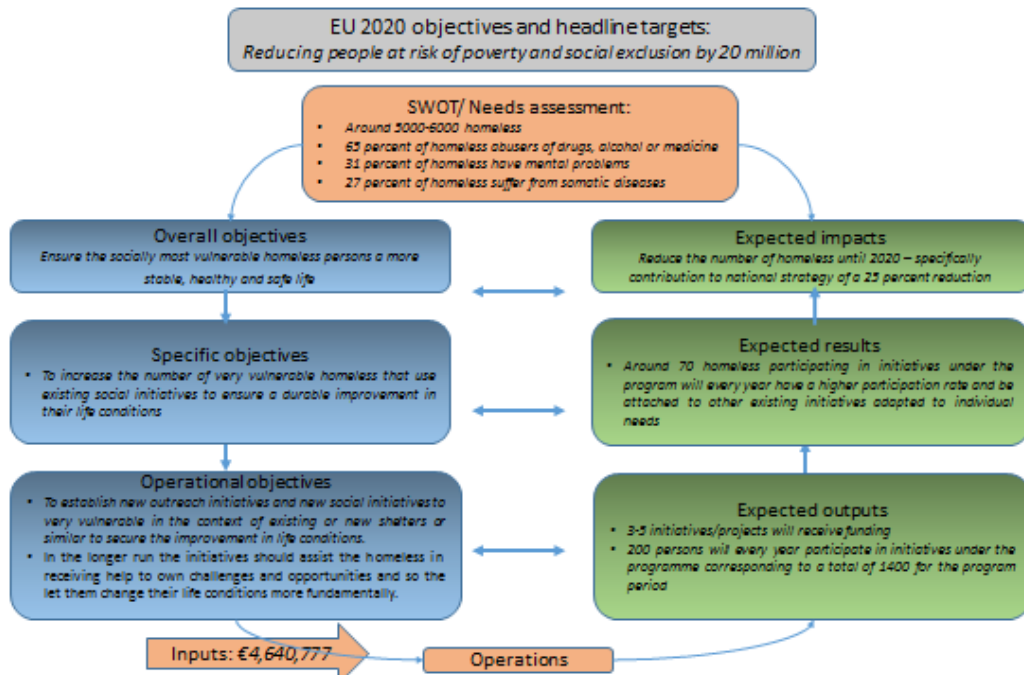 EU 2020 objectives and headline targets:
Reducing people at risk of poverty and social exclusion by 20 million
SWOT/ Needs assessment:
• Around 5000-6000 homeless
• 65 percent of homeless abusers of drugs, alcohol or medicine
• 31 percent of homeless have mental problems
• 27 percent of homeless suffer from somatic diseases
Overall objectives
Ensure the socially most vulnerable homeless persons a more
stable, healthy and safe life
Expected impacts
Reduce the number of homeless until 2020 – specifically
contribution to national strategy of a 25 percent reduction
Specific objectives
• To increase the number of very vulnerable homeless that use
existing social initiatives to ensure a durable improvement in
their life conditions
Expected results
• Around 70 homeless participating in initiatives under the
program will every year have a higher participation rate and be
attached to other existing initiatives adapted to individual
needs
Operational objectives
• To establish new outreach initiatives and new social initiatives to
very vulnerable in the context of existing or new shelters or
similar to secure the improvement in life conditions.
• In the longer run the initiatives should assist the homeless in
receiving help to own challenges and opportunities and so the
let them change their life conditions more fundamentally.
Expected outputs
• 3-5 initiatives/projects will receive funding
• 200 persons will every year participate in initiatives under the
programme corresponding to a total of 1400 for the program
period
Inputs: €4,640,777
Operations